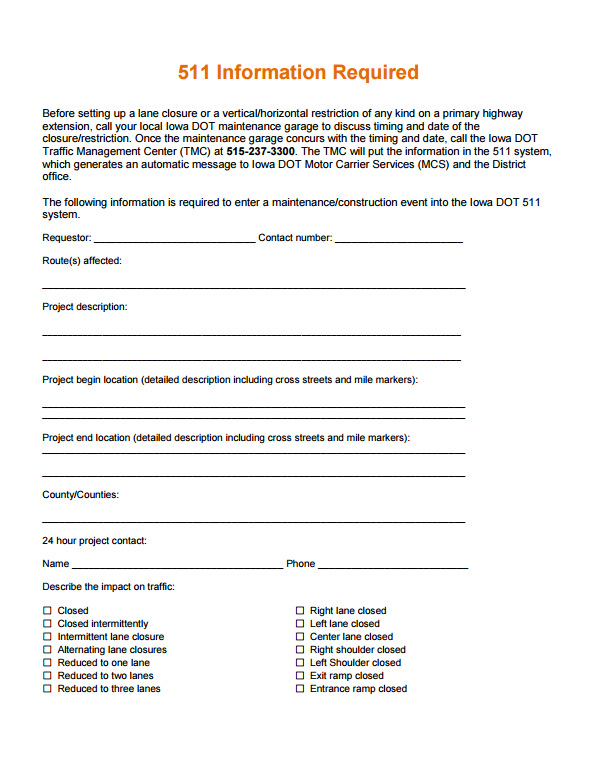 511 Information Required
Before setting up a lane closure or a vertical/horizontal restriction of any kind on a primary highway
extension, call your local Iowa DOT maintenance garage to discuss timing and date of the
closure/restriction. Once the maintenance garage concurs with the timing and date, call the Iowa DOT
Traffic Management Center (TMC) at 515-237-3300. The TMC will put the information in the 511 system,
which generates an automatic message to Iowa DOT Motor Carrier Services (MCS) and the District
office.
The following information is required to enter a maintenance/construction event into the Iowa DOT 511
system.
Requestor: ____________________________ Contact number: ______________________
Route(s) affected:
Project description:
Project begin location (detailed description including cross streets and mile markers):
Project end location (detailed description including cross streets and mile markers):
County/Counties:
24 hour project contact:
Name ____________________________________ Phone __________________________
Describe the impact on traffic:
☐ Closed
☐ Closed intermittently
☐ Intermittent lane closure
☐ Alternating lane closures
☐ Reduced to one lane
☐ Reduced to two lanes
☐ Reduced to three lanes
☐ Right lane closed
☐ Left lane closed
☐ Center lane closed
☐ Right shoulder closed
☐ Left Shoulder closed
☐ Exit ramp closed
☐ Entrance ramp closed